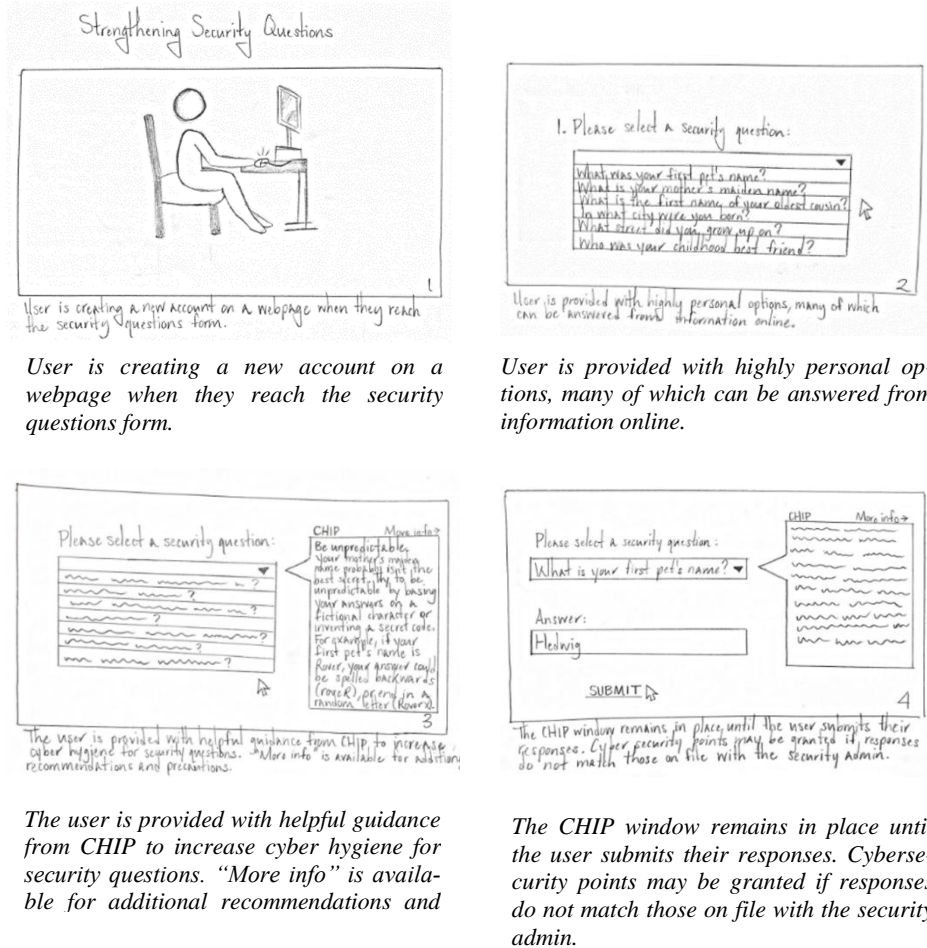 Strengthening Security Questions
1
User is creating a new account on a webpage when they reach
the security questions form.
User is creating a new account on a
webpage when they reach the security
questions form.
1. Please select a security question:
What was your first pet's name?
What is your mother's maiden name?
What is the first name of your oldest cousin?
In what city were you born?
What street did you grow up on?
Who was your childhood best friend?
2
User is provided with highly personal options, many of which
can be answered from information online.
User is provided with highly personal op-
tions, many of which can be answered from
information online.
Please select a security question:
CHIP More info→
Be unpredictable.
Your mother's maiden
name probably isn't the
best secret. Try to be
unpredictable by basing
your answers on a
fictional character or
inventing a secret code.
For example, if your
first pet's name is
Rover, your answer could
be spelled backwards
(revoR), or end in a
random letter (Roverx).
3
The user is provided with helpful guidance from CHIP to increase
cyber hygiene for security questions. "More info" is available for addition
recommendations and precautions.
The user is provided with helpful guidance
from CHIP to increase cyber hygiene for
security questions. "More info" is availa-
ble for additional recommendations and
CHIP More info→
Please select a security question:
What is your first pet's name?
Answer:
Hedwig
SUBMIT
4
The CHIP window remains in place until the user submits their
responses. Cyber security points may be granted if responses
do not match those on file with the security admin.
The CHIP window remains in place until
the user submits their responses. Cyberse-
curity points may be granted if responses
do not match those on file with the security
admin.